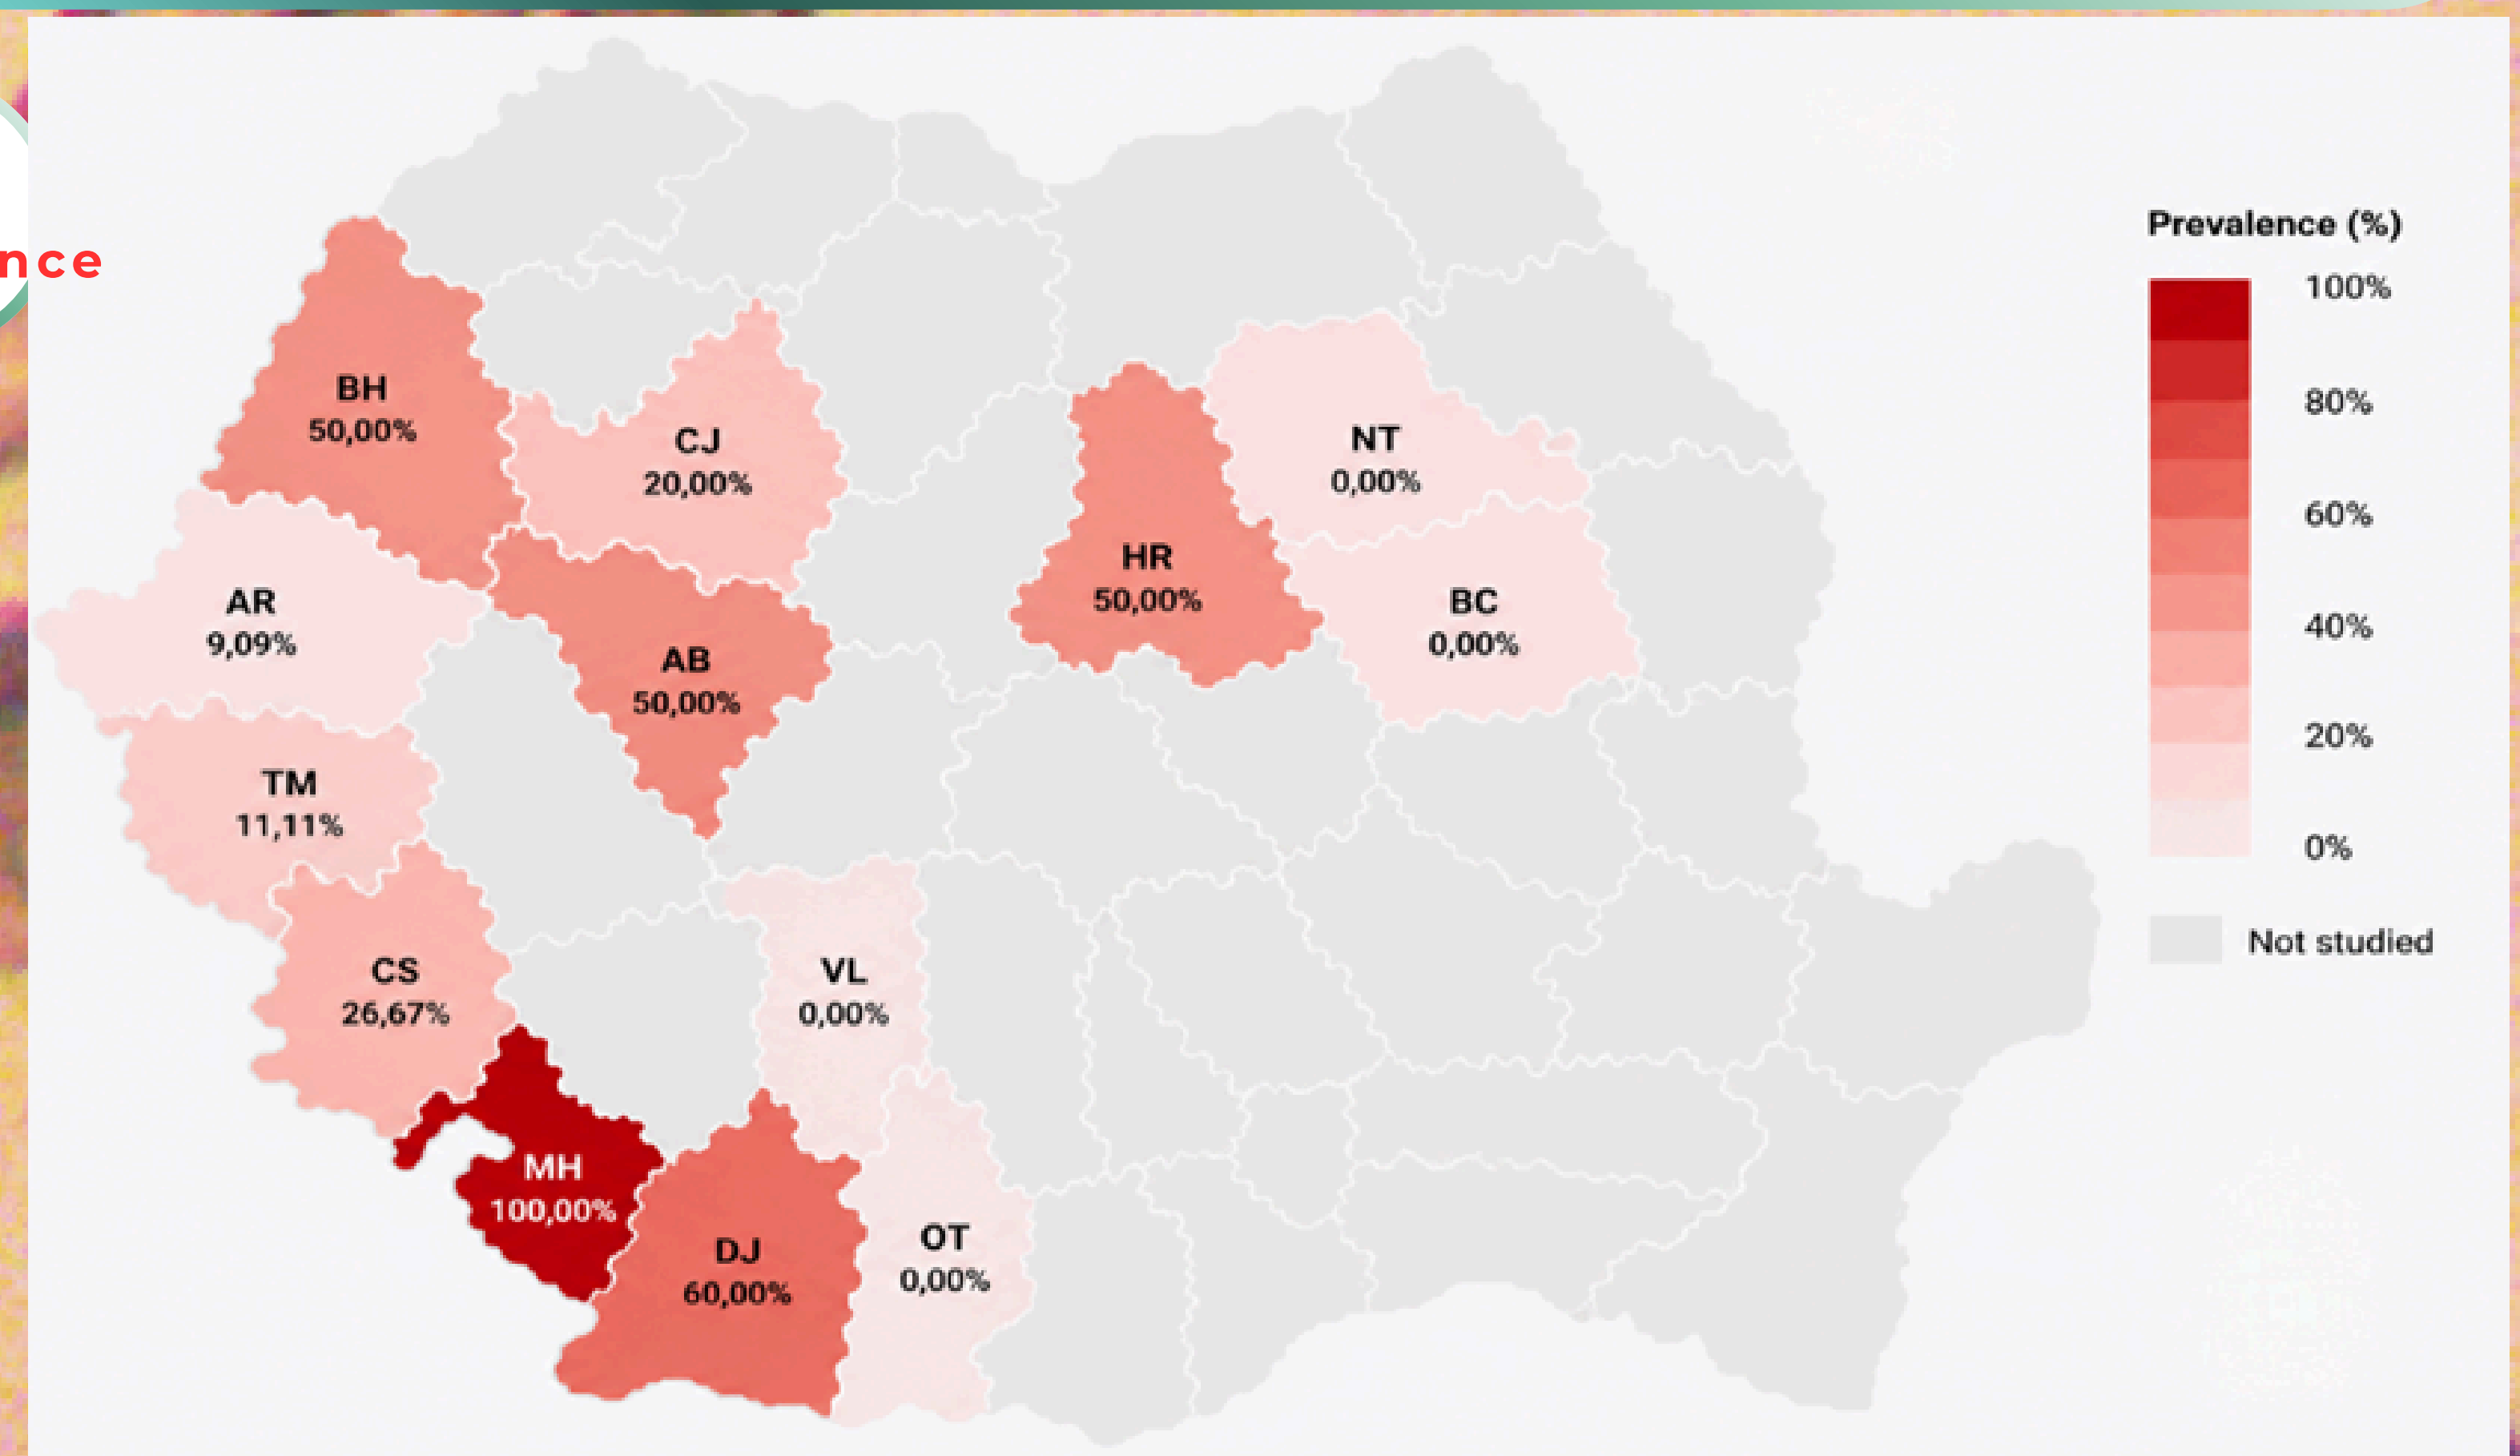 nce
BH
50,00%
CJ
20,00%
NT
0,00%
HR
50,00%
AR
9,09%
BC
0,00%
AB
50,00%
TM
11,11%
CS
26,67%
VL
0,00%
MH
100,00%
DJ
60,00%
OT
0,00%
Prevalence (%)
100%
80%
60%
40%
20%
0%
Not studied